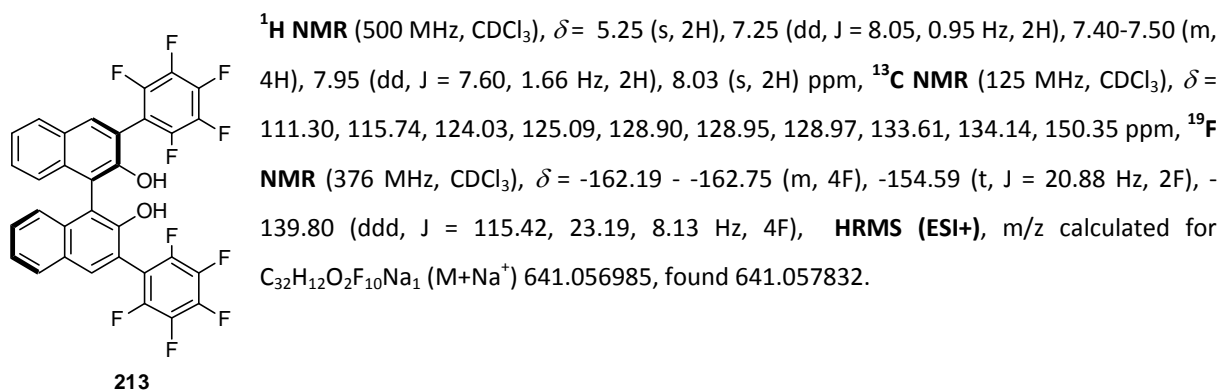 ¹H NMR (500 MHz, CDCl₃), δ = 5.25 (s, 2H), 7.25 (dd, J = 8.05, 0.95 Hz, 2H), 7.40-7.50 (m,
4H), 7.95 (dd, J = 7.60, 1.66 Hz, 2H), 8.03 (s, 2H) ppm, ¹³C NMR (125 MHz, CDCl₃), δ =
111.30, 115.74, 124.03, 125.09, 128.90, 128.95, 128.97, 133.61, 134.14, 150.35 ppm, ¹⁹F
NMR (376 MHz, CDCl₃), δ = -162.19 - -162.75 (m, 4F), -154.59 (t, J = 20.88 Hz, 2F), -
139.80 (ddd, J = 115.42, 23.19, 8.13 Hz, 4F), HRMS (ESI+), m/z calculated for
C₃₂H₁₂O₂F₁₀Na₁ (M+Na⁺) 641.056985, found 641.057832.
F
F
F
F
F
OH
OH
F
F
F
F
F
213